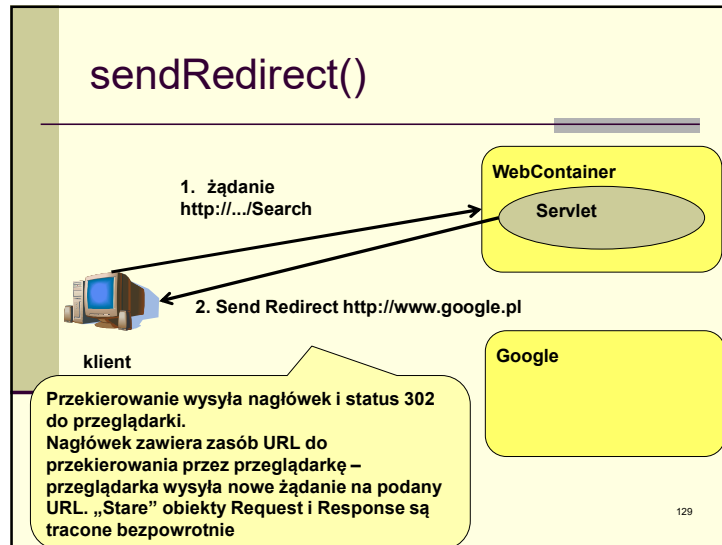 sendRedirect()
1. żądanie
http://.../Search
WebContainer
Servlet
2. Send Redirect http://www.google.pl
klient
Google
Przekierowanie wysyła nagłówek i status 302
do przeglądarki.
Nagłówek zawiera zasób URL do
przekierowania przez przeglądarkę –
przeglądarka wysyła nowe żądanie na podany
URL. „Stare” obiekty Request i Response są
tracone bezpowrotnie
129